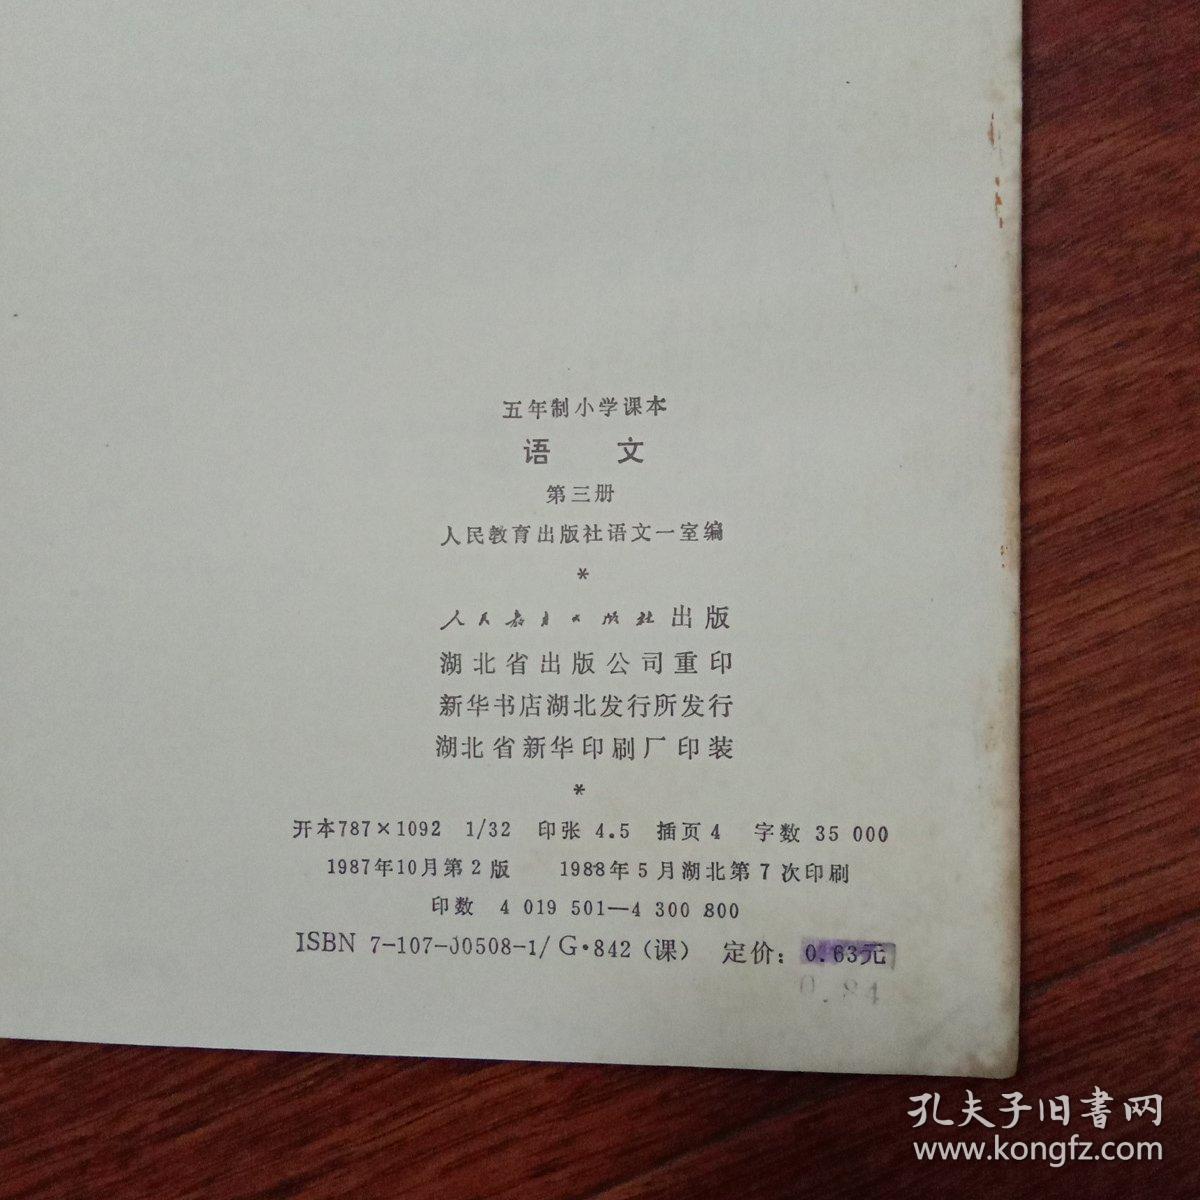 五年制小学课本
语 文
第三册
人民教育出版社语文一室编
*
人民教育出版社出版
湖北省出版公司重印
新华书店湖北发行所发行
湖北省新华印刷厂印装
*
开本787×1092 1/32 印张 4.5 插页 4 字数 35 000
1987年10月第2版 1988年5月湖北第7次印刷
印数 4 019 501—4 300 800
ISBN 7-107-00508-1/G·842(课) 定价:0.63元
0.84
孔夫子旧書网
www.kongfz.com